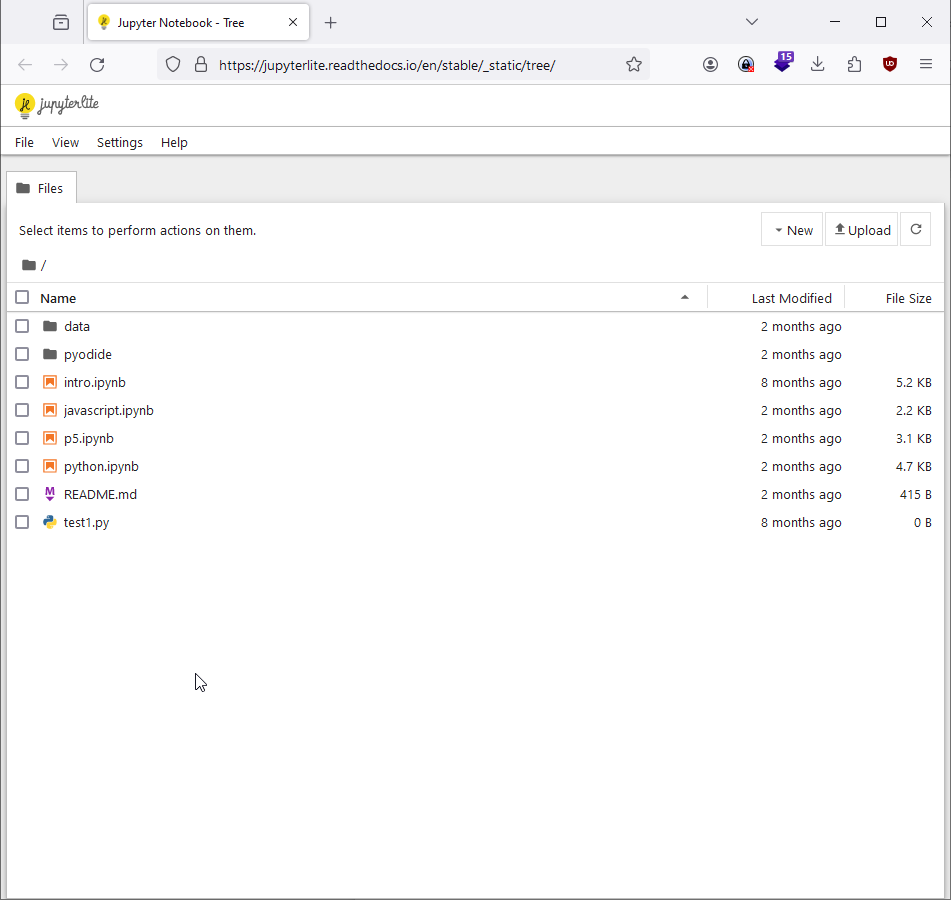 Jupyter Notebook - Tree
https://jupyterlite.readthedocs.io/en/stable/_static/tree/
15
jupyterlite
File View Settings Help
Files
Select items to perform actions on them.
New Upload
/
Name Last Modified File Size
data 2 months ago
pyodide 2 months ago
intro.ipynb 8 months ago 5.2 KB
javascript.ipynb 2 months ago 2.2 KB
p5.ipynb 2 months ago 3.1 KB
python.ipynb 2 months ago 4.7 KB
README.md 2 months ago 415 B
test1.py 8 months ago 0 B